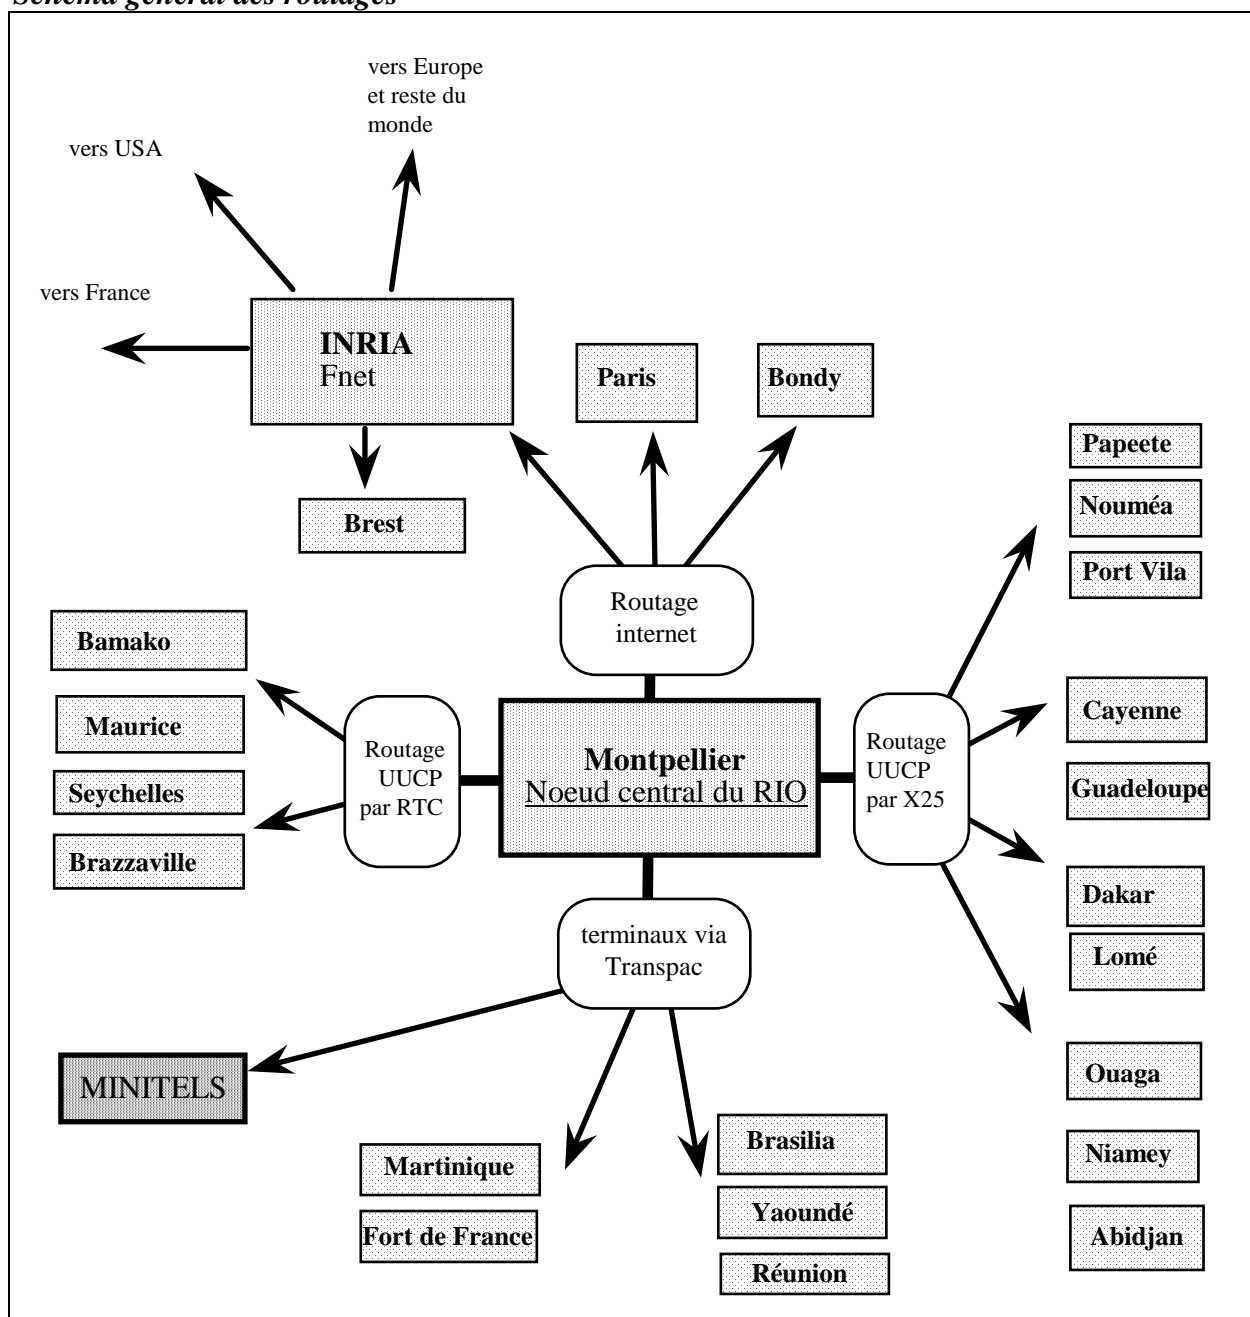 Schéma général des routages
vers Europe
et reste du
monde
vers USA
vers France
INRIA
Fnet
Paris
Bondy
Papeete
Nouméa
Port Vila
Brest
Routage
internet
Bamako
Maurice
Seychelles
Brazzaville
Routage
UUCP
par RTC
Montpellier
Noeud central du RIO
Routage
UUCP
par X25
Cayenne
Guadeloupe
Dakar
Lomé
terminaux via
Transpac
MINITELS
Ouaga
Niamey
Abidjan
Martinique
Fort de France
Brasilia
Yaoundé
Réunion